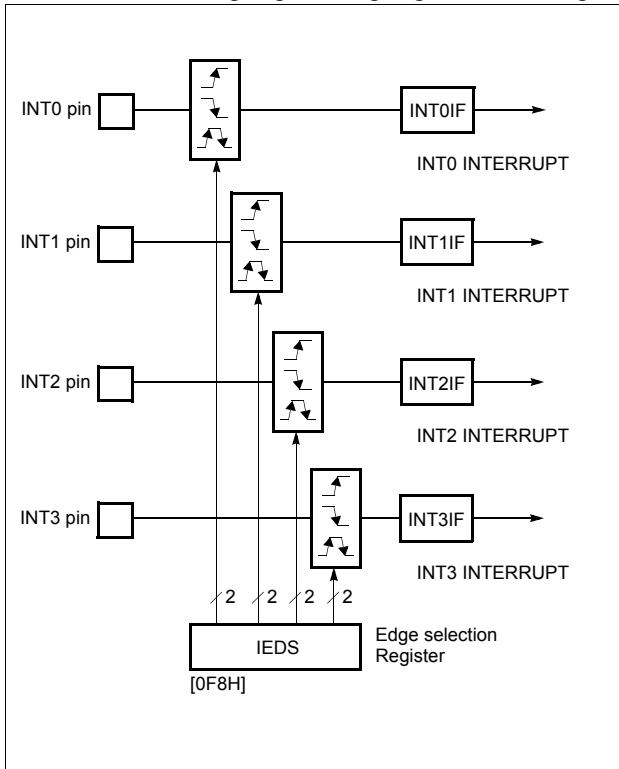 INT0 pin
INT0IF
INT0 INTERRUPT
INT1 pin
INT1IF
INT1 INTERRUPT
INT2 pin
INT2IF
INT2 INTERRUPT
INT3 pin
INT3IF
INT3 INTERRUPT
2 2 2 2
IEDS
Edge selection
Register
[0F8H]